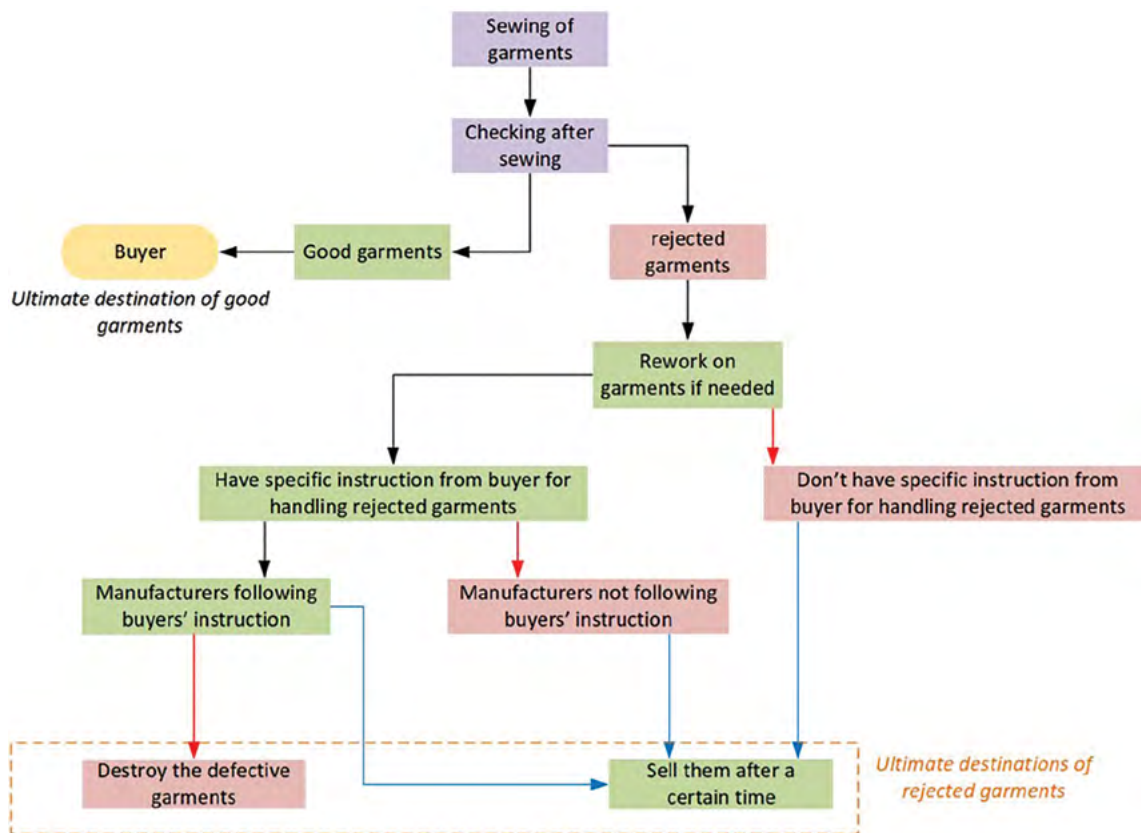 Sewing of
garments
Checking after
sewing
Buyer
Good garments
rejected
garments
Ultimate destination of good
garments
Rework on
garments if needed
Have specific instruction from buyer for
handling rejected garments
Don't have specific instruction from
buyer for handling rejected garments
Manufacturers following
buyers' instruction
Manufacturers not following
buyers' instruction
Destroy the defective
garments
Sell them after a
certain time
Ultimate destinations of
rejected garments